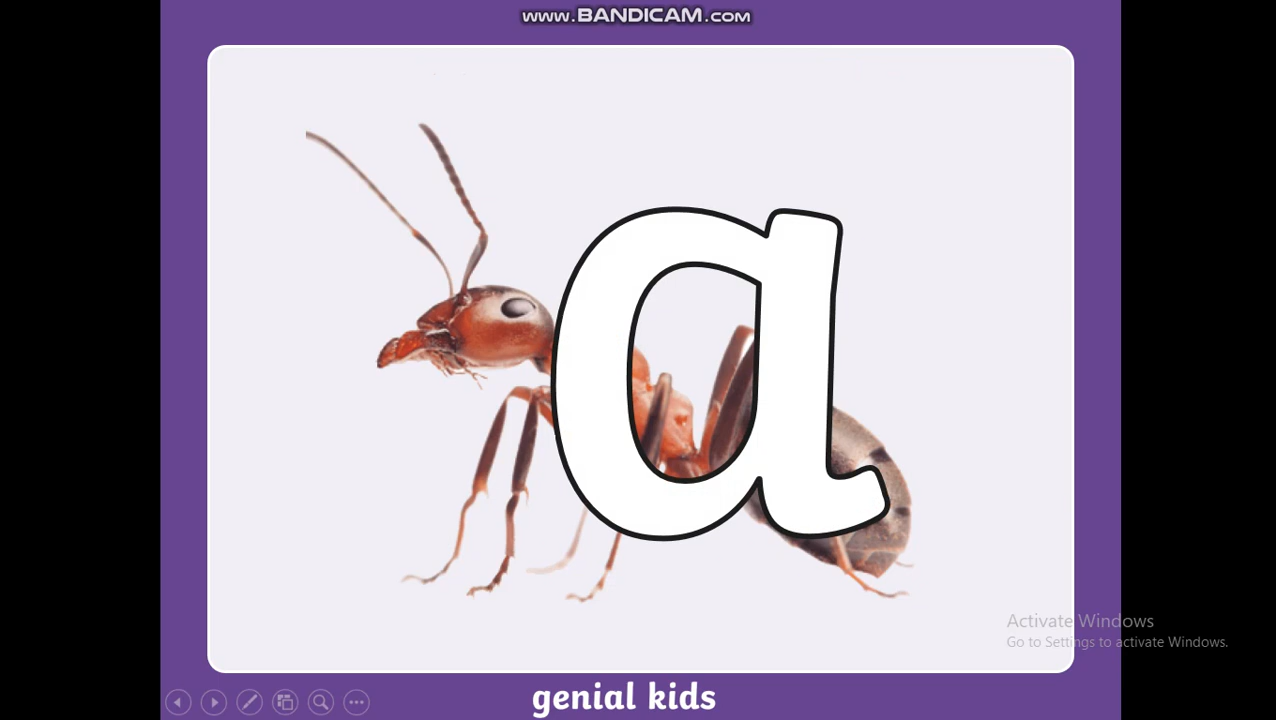 www.BANDICAM.com
a
Activate Windows
Go to Settings to activate Windows.
genial kids